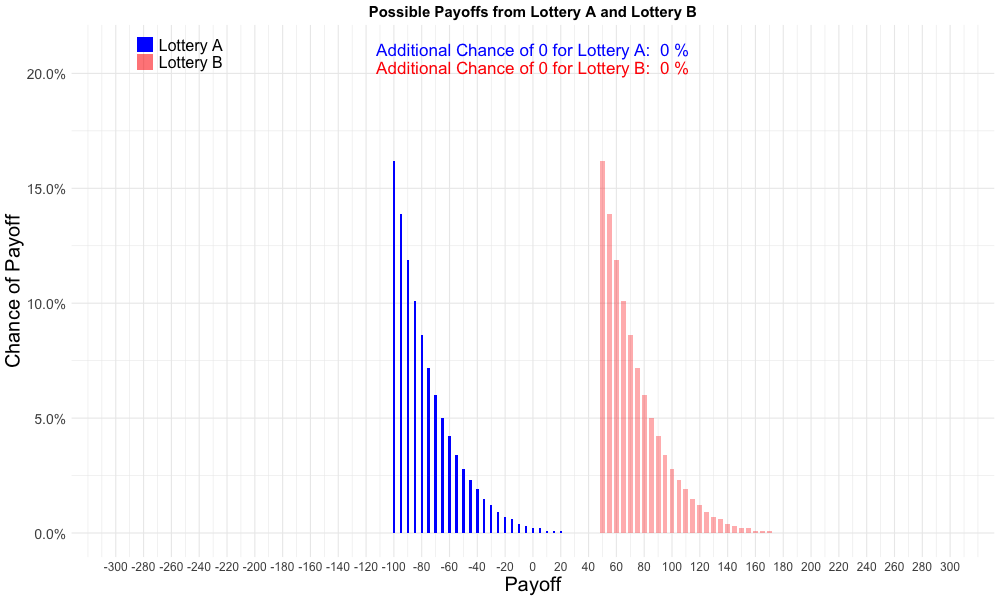 Possible Payoffs from Lottery A and Lottery B
Lottery A
Lottery B
Additional Chance of 0 for Lottery A:  0 %
Additional Chance of 0 for Lottery B:  0 %
Chance of Payoff
20.0%
15.0%
10.0%
5.0%
0.0%
-300 -280 -260 -240 -220 -200 -180 -160 -140 -120 -100 -80 -60 -40 -20 0 20 40 60 80 100 120 140 160 180 200 220 240 260 280 300
Payoff